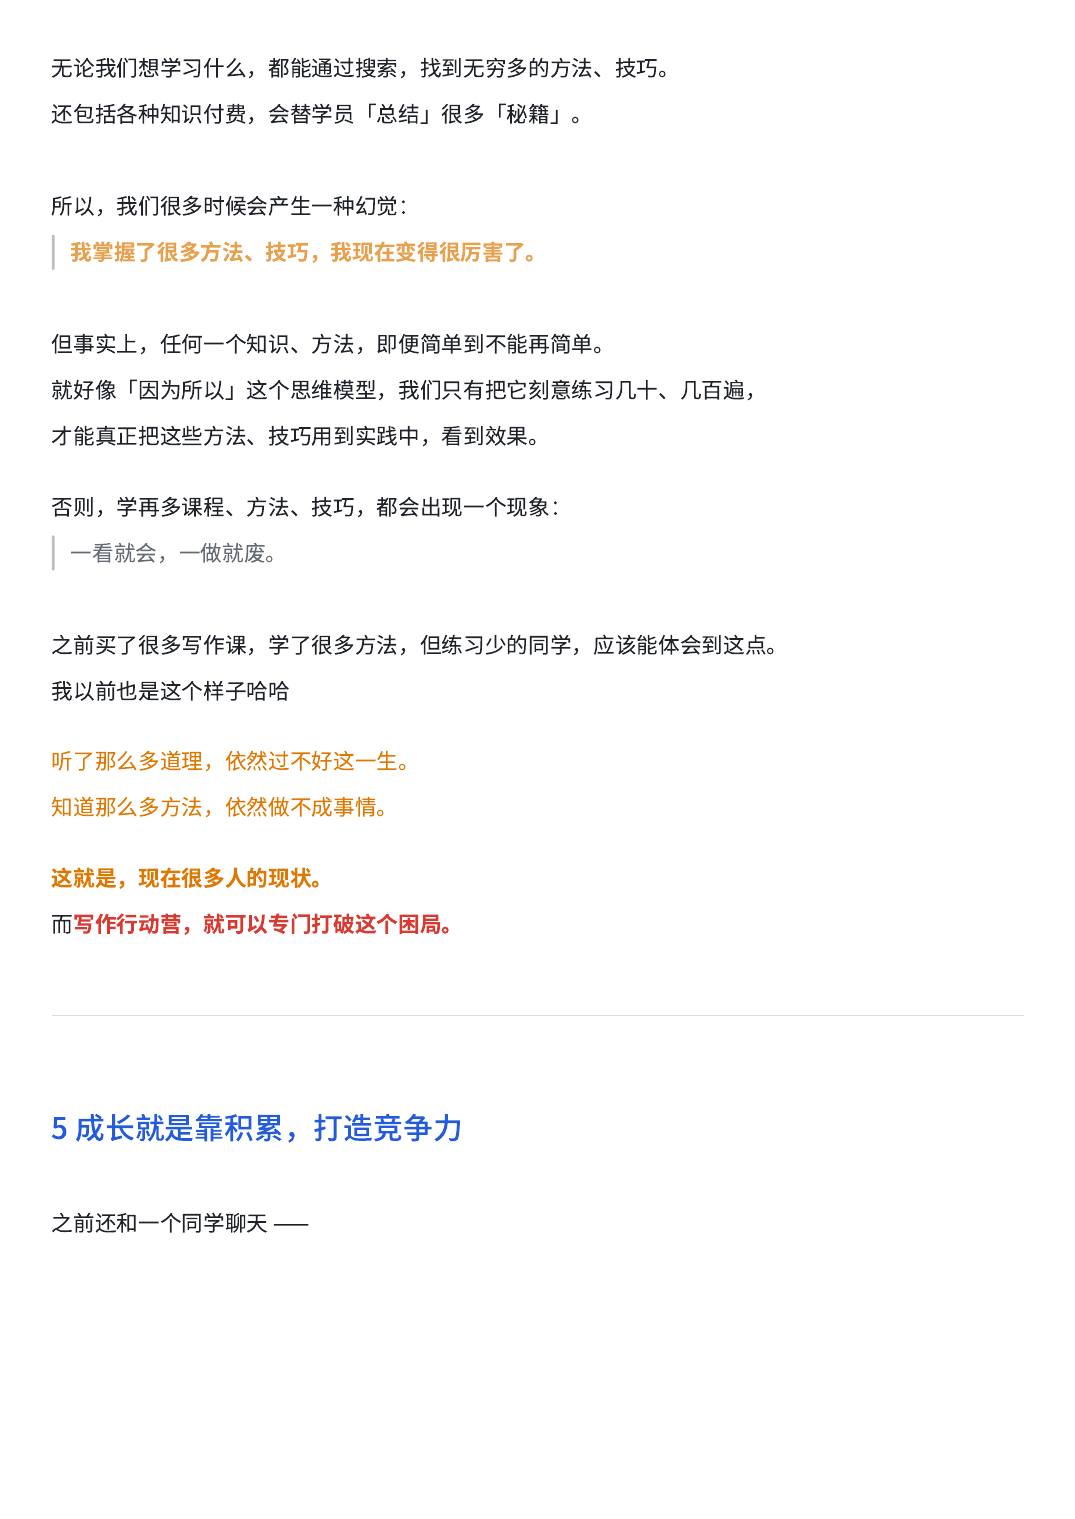 无论我们想学习什么，都能通过搜索，找到无穷多的方法、技巧。
还包括各种知识付费，会替学员「总结」很多「秘籍」。
所以，我们很多时候会产生一种幻觉：
我掌握了很多方法、技巧，我现在变得很厉害了。
但事实上，任何一个知识、方法，即便简单到不能再简单。
就好像「因为所以」这个思维模型，我们只有把它刻意练习几十、几百遍，
才能真正把这些方法、技巧用到实践中，看到效果。
否则，学再多课程、方法、技巧，都会出现一个现象：
一看就会，一做就废。
之前买了很多写作课，学了很多方法，但练习少的同学，应该能体会到这点。
我以前也是这个样子哈哈
听了那么多道理，依然过不好这一生。
知道那么多方法，依然做不成事情。
这就是，现在很多人的现状。
而写作行动营，就可以专门打破这个困局。
5 成长就是靠积累，打造竞争力
之前还和一个同学聊天 ——